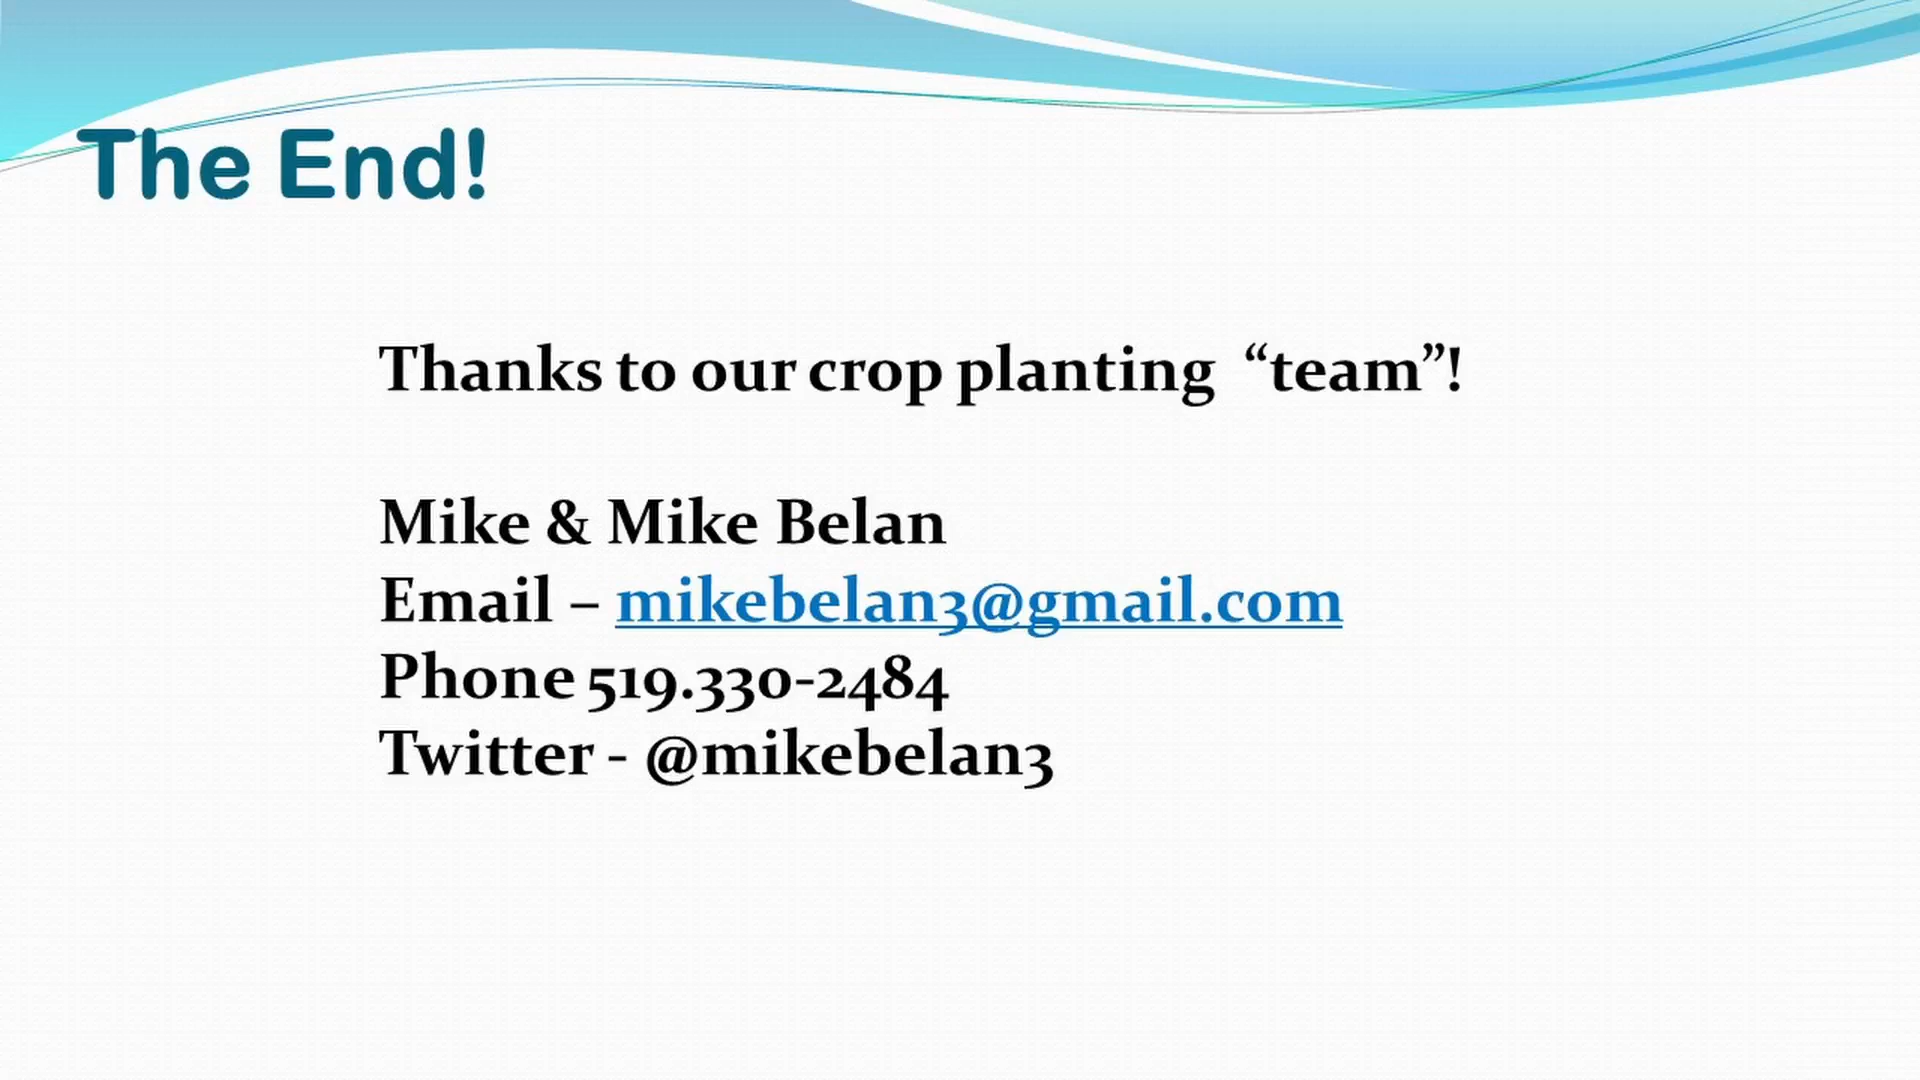 The End!
Thanks to our crop planting  “team”!
Mike & Mike Belan
Email – mikebelan3@gmail.com
Phone 519.330-2484
Twitter - @mikebelan3